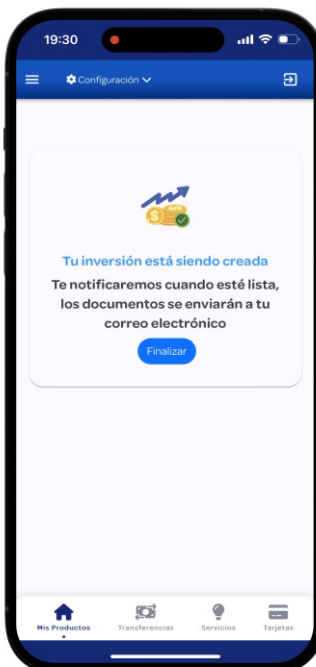 19:30
Configuración
Tu inversión está siendo creada
Te notificaremos cuando esté lista,
los documentos se enviarán a tu
correo electrónico
Finalizar
Mis Productos Transferencias Servicios Tarjetas